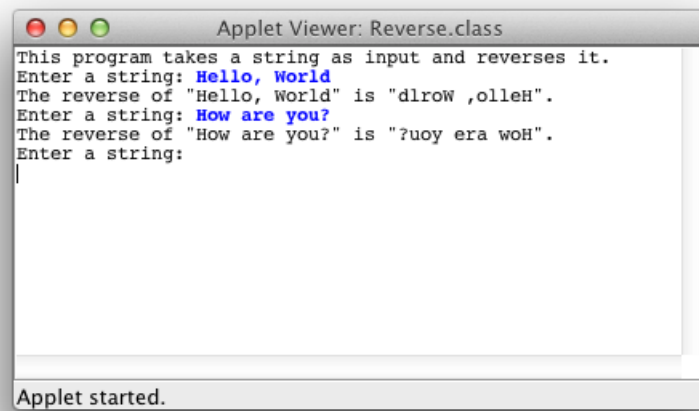 Applet Viewer: Reverse.class
This program takes a string as input and reverses it.
Enter a string: Hello, World
The reverse of "Hello, World" is "dlroW ,olleH".
Enter a string: How are you?
The reverse of "How are you?" is "?uoy era woH".
Enter a string:
Applet started.